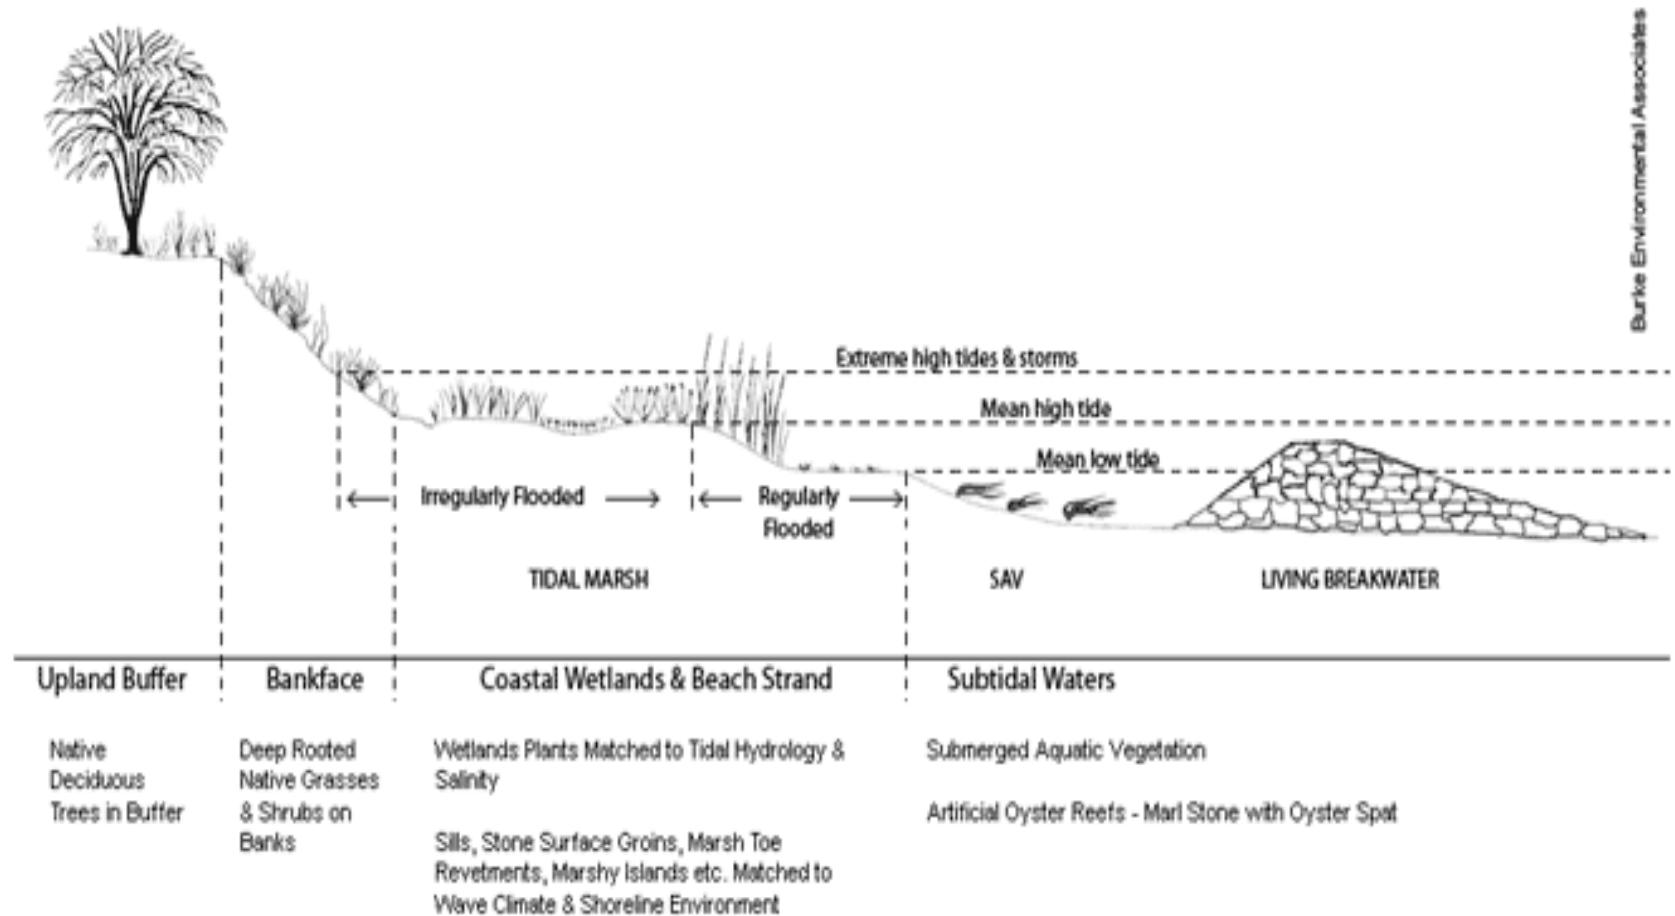 Burke Environmental Associates
Extreme high tides & storms
Mean high tide
Mean low tide
Irregularly Flooded
Regularly
Flooded
TIDAL MARSH
SAV
LIVING BREAKWATER
Upland Buffer
Bankface
Coastal Wetlands & Beach Strand
Subtidal Waters
Native
Deciduous
Trees in Buffer
Deep Rooted
Native Grasses
& Shrubs on
Banks
Wetlands Plants Matched to Tidal Hydrology &
Salinity
Sills, Stone Surface Groins, Marsh Toe
Revetments, Marshy Islands etc. Matched to
Wave Climate & Shoreline Environment
Submerged Aquatic Vegetation
Artificial Oyster Reefs - Marl Stone with Oyster Spat